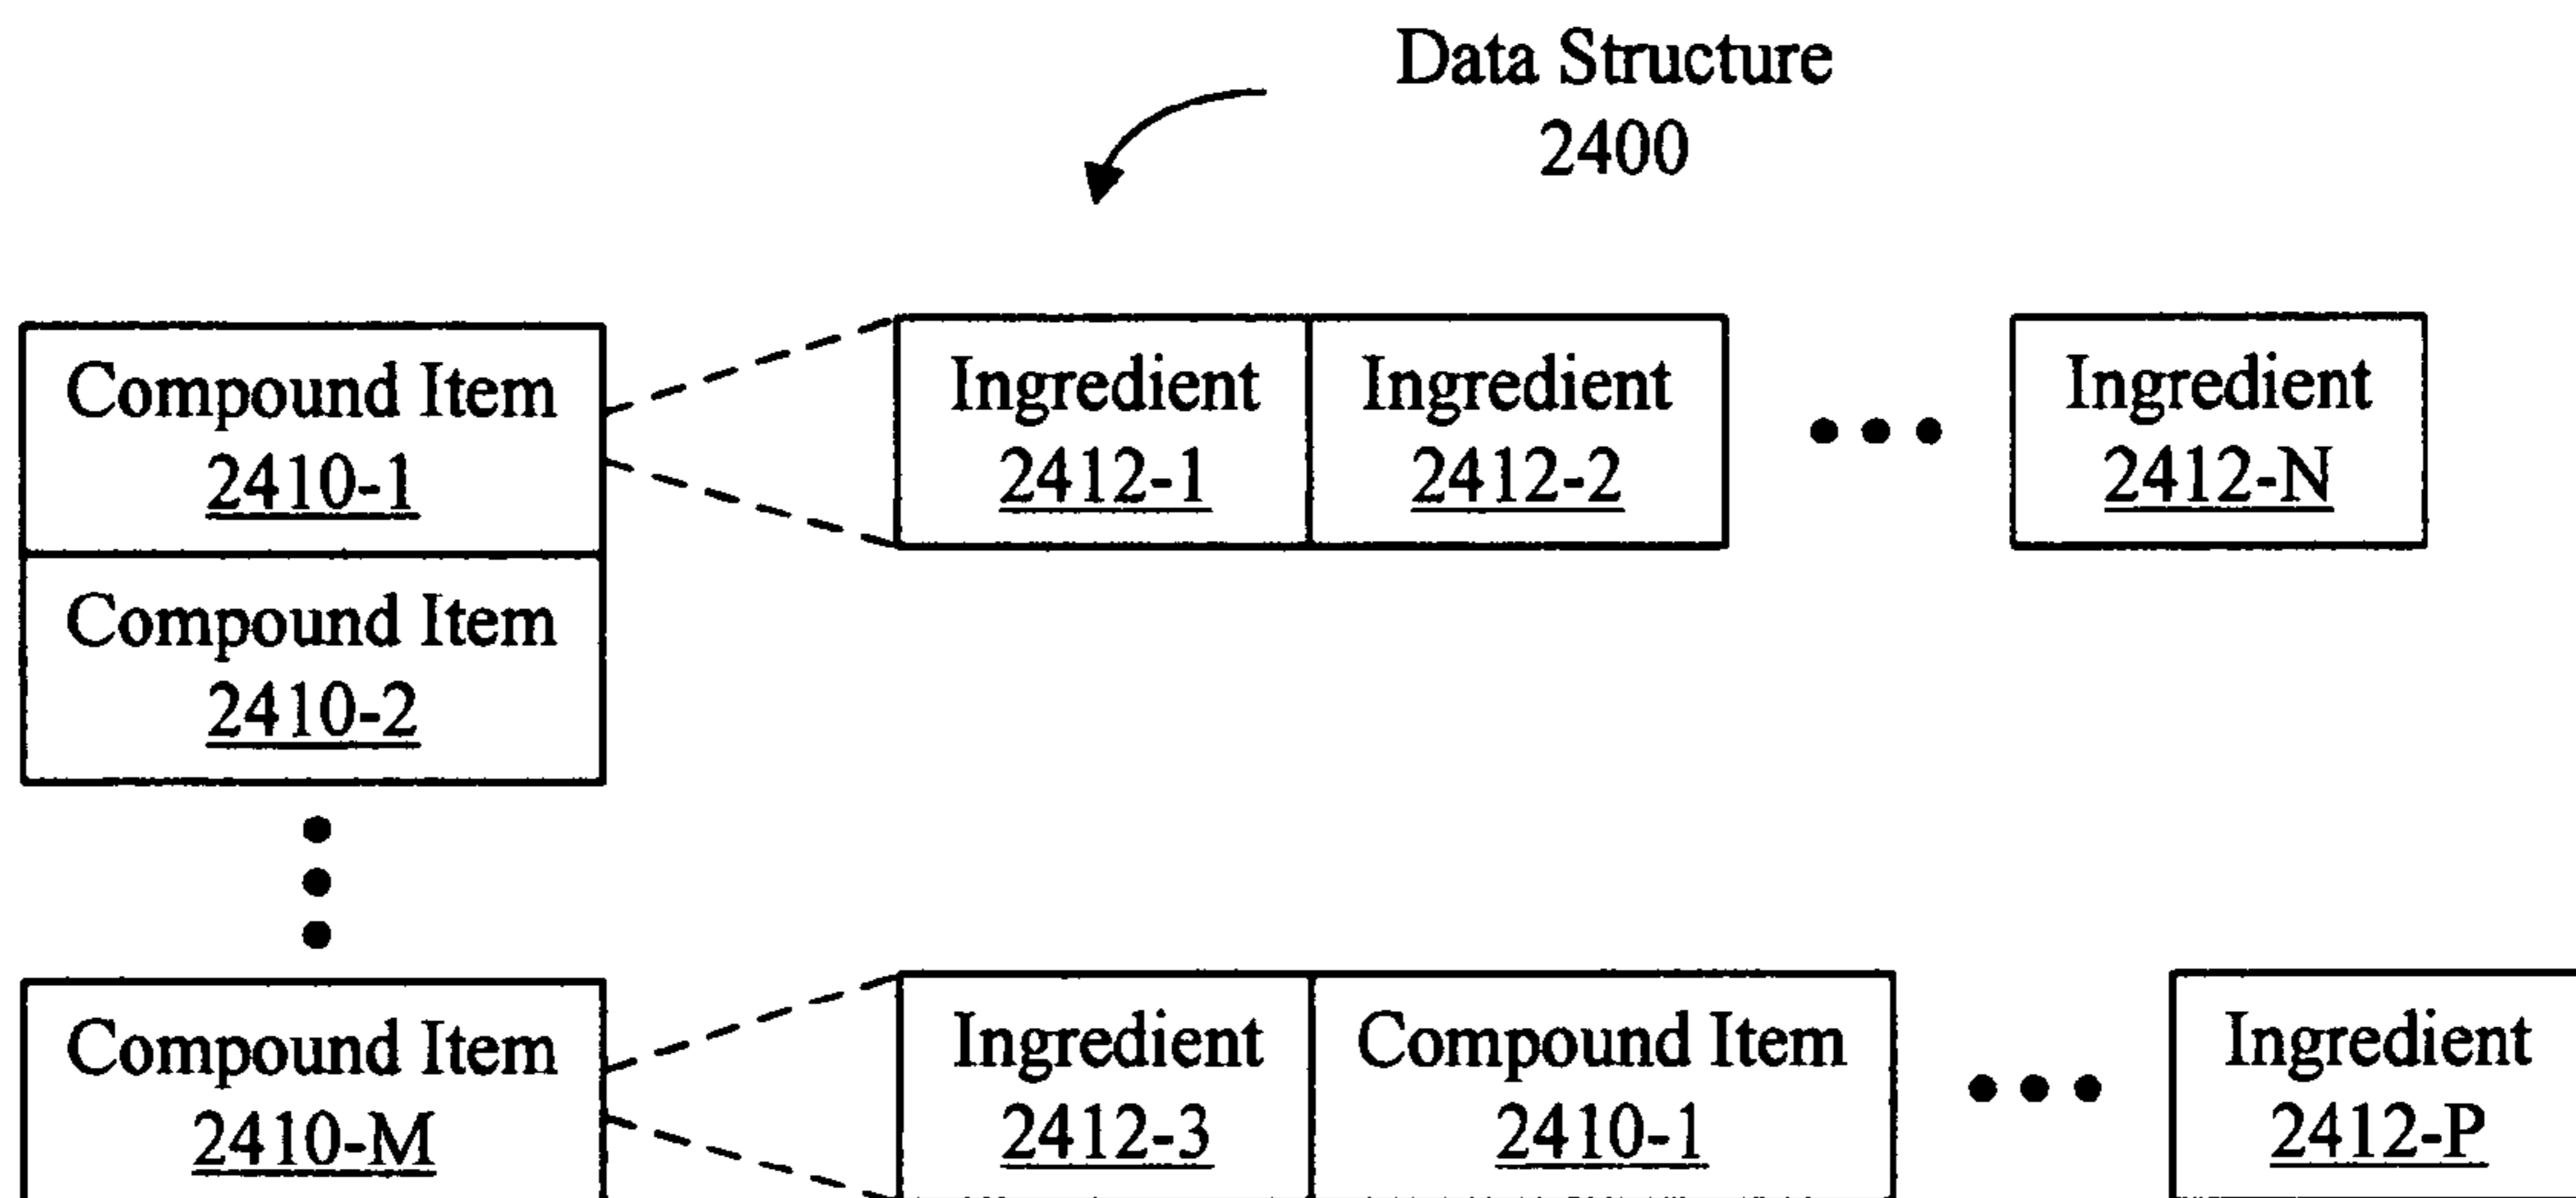 Data Structure
2400
Compound Item
2410-1
Ingredient
2412-1
Ingredient
2412-2
Ingredient
2412-N
Compound Item
2410-2
Compound Item
2410-M
Ingredient
2412-3
Compound Item
2410-1
Ingredient
2412-P